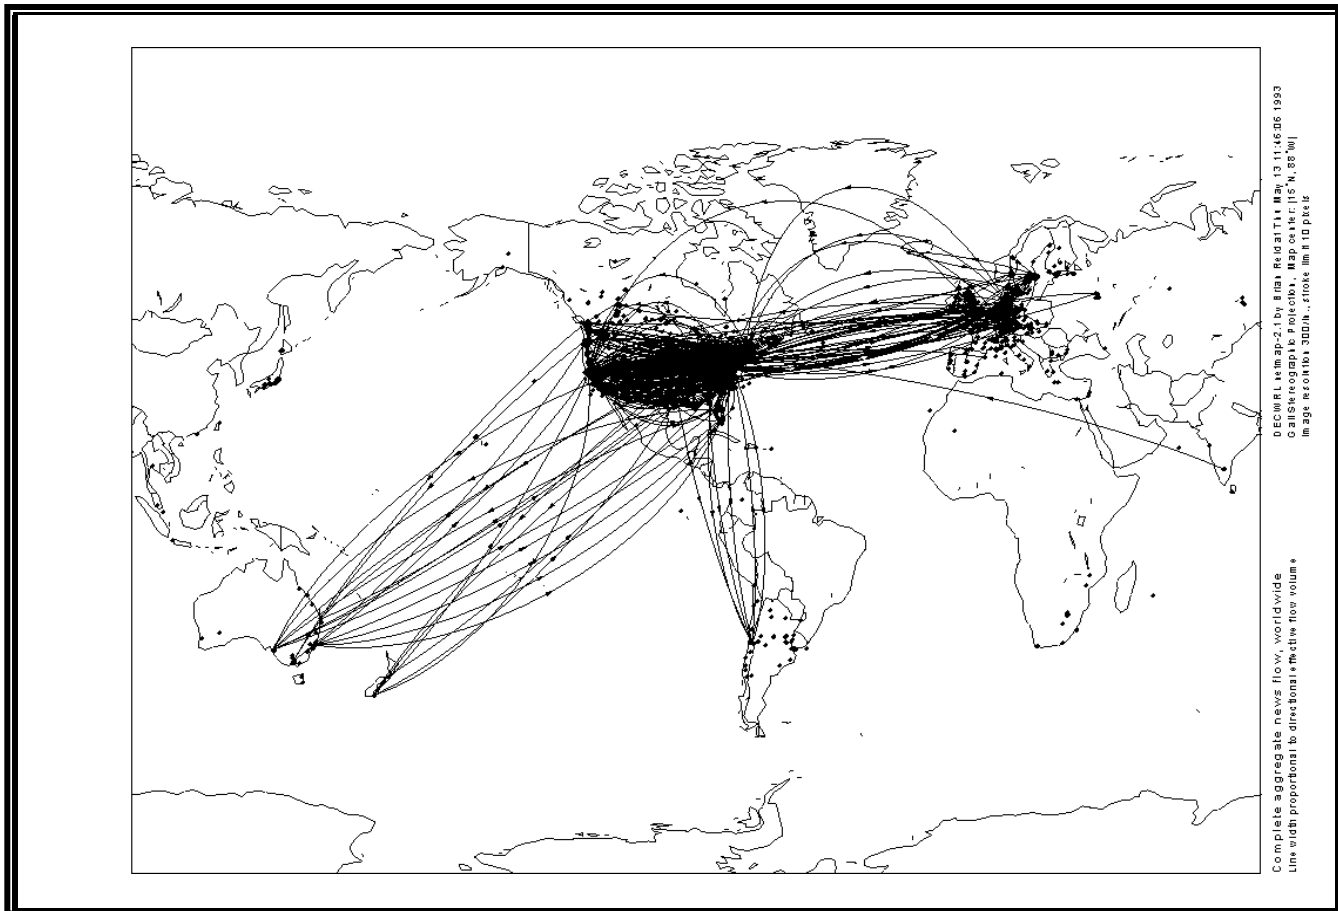 Complete aggregate news flow, worldwide
Line width proportional to directional effective flow volume
DECWRL netmap-2.1 by Brian Reid at Thu May 13 11:46:06 1993
Gall Stereographic Projection, Map center: [15°N, 88°W]
Image resolution 300/in., stroke limit 10 pixels